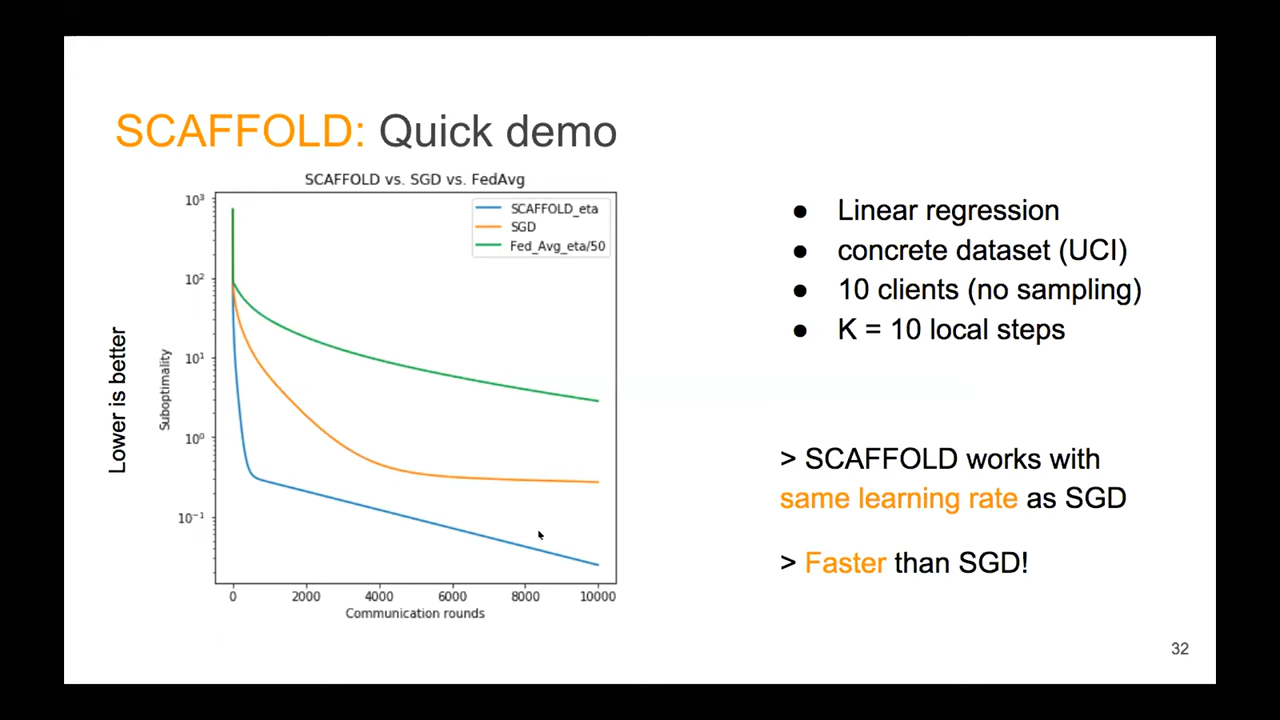 SCAFFOLD: Quick demo
SCAFFOLD vs. SGD vs. FedAvg
10³
10²
10¹
10⁰
10⁻¹
Lower is better
Suboptimality
SCAFFOLD_eta
SGD
Fed_Avg_eta/50
0 2000 4000 6000 8000 10000
Communication rounds
● Linear regression
● concrete dataset (UCI)
● 10 clients (no sampling)
● K = 10 local steps
> SCAFFOLD works with
same learning rate as SGD
> Faster than SGD!
32